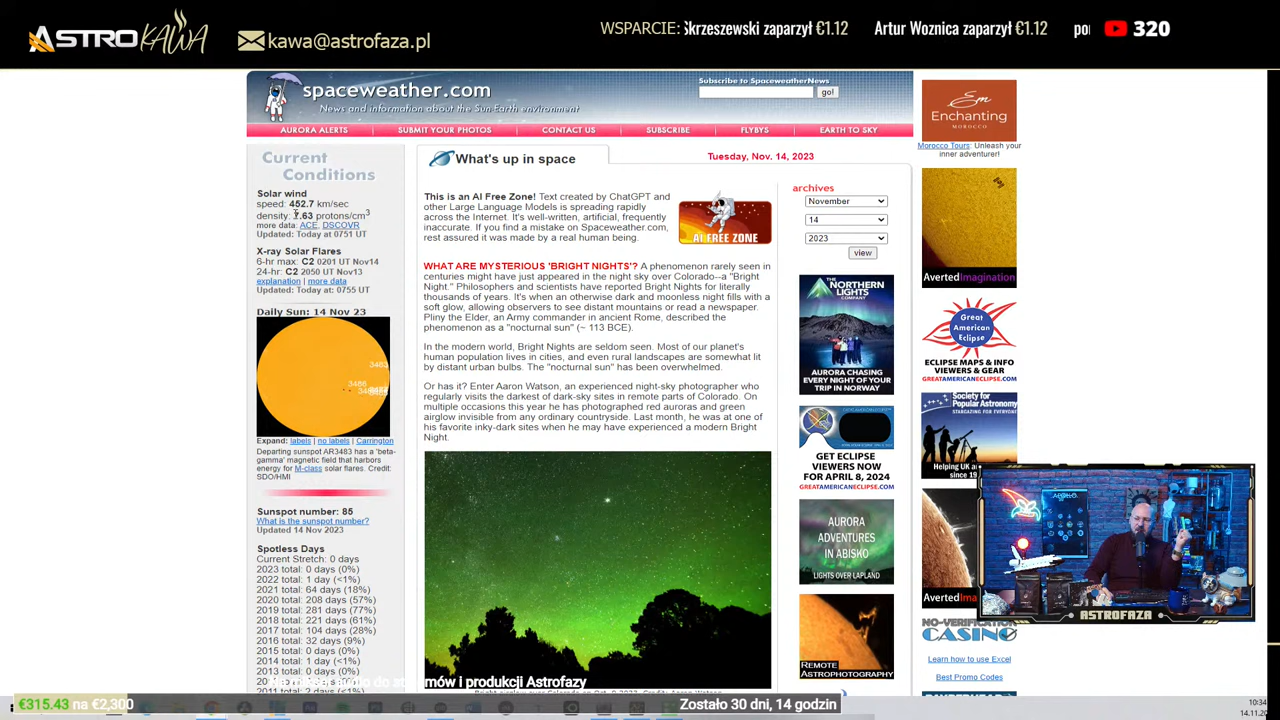 ASTROKAWA
kawa@astrofaza.pl
WSPARCIE:
Skrzeszewski zaparzył €1.12
Artur Woznica zaparzył €1.12
320
spaceweather.com
News and information about the Sun Earth environment
Subscribe to SpaceweatherNews
go!
AURORA ALERTS
SUBMIT YOUR PHOTOS
CONTACT US
SUBSCRIBE
FLYBYS
EARTH TO SKY
Current
Conditions
Solar wind
speed: 452.7 km/sec
density: 7.63 protons/cm3
more data: ACE, DSCOVR
Updated: Today at 0751 UT
X-ray Solar Flares
6-hr max: C2 0201 UT Nov14
24-hr: C2 2050 UT Nov13
explanation | more data
Updated: Today at: 0755 UT
Daily Sun: 14 Nov 23
3483
3486
Expand: labels | no labels | Carrington
Departing sunspot AR3483 has a 'beta-
gamma' magnetic field that harbors
energy for M-class solar flares. Credit:
SDO/HMI
Sunspot number: 85
What is the sunspot number?
Updated 14 Nov 2023
Spotless Days
Current Stretch: 0 days
2023 total: 0 days (0%)
2022 total: 1 day (<1%)
2021 total: 64 days (18%)
2020 total: 208 days (57%)
2019 total: 281 days (77%)
2018 total: 221 days (61%)
2017 total: 104 days (28%)
2016 total: 32 days (9%)
2015 total: 0 days (0%)
2014 total: 1 day (<1%)
2013 total: 0 days (0%)
2011 total: 2 days (<1%)
What's up in space
Tuesday, Nov. 14, 2023
This is an AI Free Zone! Text created by ChatGPT and
other Large Language Models is spreading rapidly
across the Internet. It's well-written, artificial, frequently
inaccurate. If you find a mistake on Spaceweather.com,
rest assured it was made by a real human being.
AI FREE ZONE
WHAT ARE MYSTERIOUS 'BRIGHT NIGHTS'? A phenomenon rarely seen in
centuries might have just appeared in the night sky over Colorado--a "Bright
Night." Philosophers and scientists have reported Bright Nights for literally
thousands of years. It's when an otherwise dark and moonless night fills with a
soft glow, allowing observers to see distant mountains or read a newspaper.
Pliny the Elder, an Army commander in ancient Rome, described the
phenomenon as a "nocturnal sun" (~ 113 BCE).
In the modern world, Bright Nights are seldom seen. Most of our planet's
human population lives in cities, and even rural landscapes are somewhat lit
by distant urban bulbs. The "nocturnal sun" has been overwhelmed.
Or has it? Enter Aaron Watson, an experienced night-sky photographer who
regularly visits the darkest of dark-sky sites in remote parts of Colorado. On
multiple occasions this year he has photographed red auroras and green
airglow invisible from any ordinary countryside. Last month, he was at one of
his favorite inky-dark sites when he may have experienced a modern Bright
Night.
archives
November
14
2023
view
THE NORTHERN
LIGHTS
COMPANY
AURORA CHASING
EVERY NIGHT OF YOUR
TRIP IN NORWAY
GET ECLIPSE
VIEWERS NOW
FOR APRIL 8, 2024
GREATAMERICANECLIPSE.COM
AURORA
ADVENTURES
IN ABISKO
LIGHTS OVER LAPLAND
REMOTE
ASTROPHOTOGRAPHY
Em
Enchanting
MOROCCO
Morocco Tours: Unleash your
inner adventurer!
AvertedImagination
Great
American
Eclipse
ECLIPSE MAPS & INFO
VIEWERS & GEAR
GREATAMERICANECLIPSE.COM
Society for
Popular Astronomy
STARGAZING FOR EVERYONE
Helping UK
since 19
AvertedIma
APOLLO
ASTROFAZA
NO-VERIFICATION
CASINO
Learn how to use Excel
Best Promo Codes
do
i produkcji Astrofazy
€315.43 na €2,300
Zostało 30 dni, 14 godzin
10:34